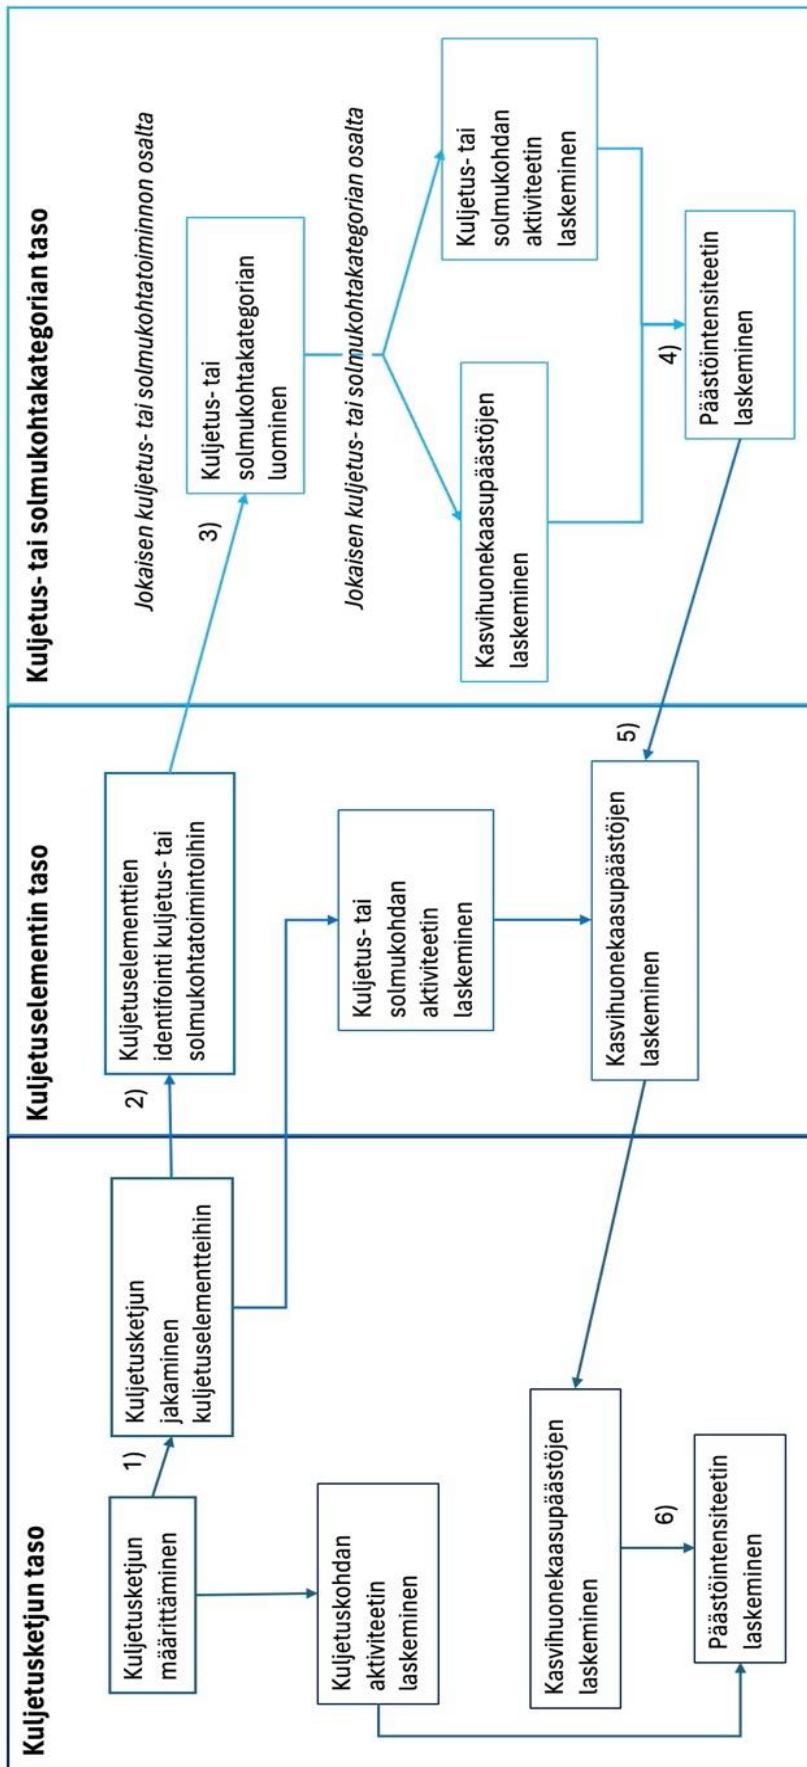 Kuljetusketjun taso
Kuljetusketjun
määrittäminen
1)
Kuljetusketjun
jakaminen
kuljetuselementteihin
Kuljetuskohdan
aktiviteetin
laskeminen
Kasvihuonekaasupäästöjen
laskeminen
6)
Päästöintensiteetin
laskeminen
Kuljetuselementin taso
2)
Kuljetuselementtien
identifointi kuljetus- tai
solmukohtatoimintoihin
Kuljetus- tai
solmukohdan
aktiviteetin
laskeminen
5)
Kasvihuonekaasupäästöjen
laskeminen
Kuljetus- tai solmukohtakategorian taso
Jokaisen kuljetus- tai solmukohtatoiminnon osalta
3)
Kuljetus- tai
solmukohtakategorian
luominen
Jokaisen kuljetus- tai solmukohtakategorian osalta
Kasvihuonekaasupäästöjen
laskeminen
Kuljetus- tai
solmukohdan
aktiviteetin
laskeminen
4)
Päästöintensiteetin
laskeminen